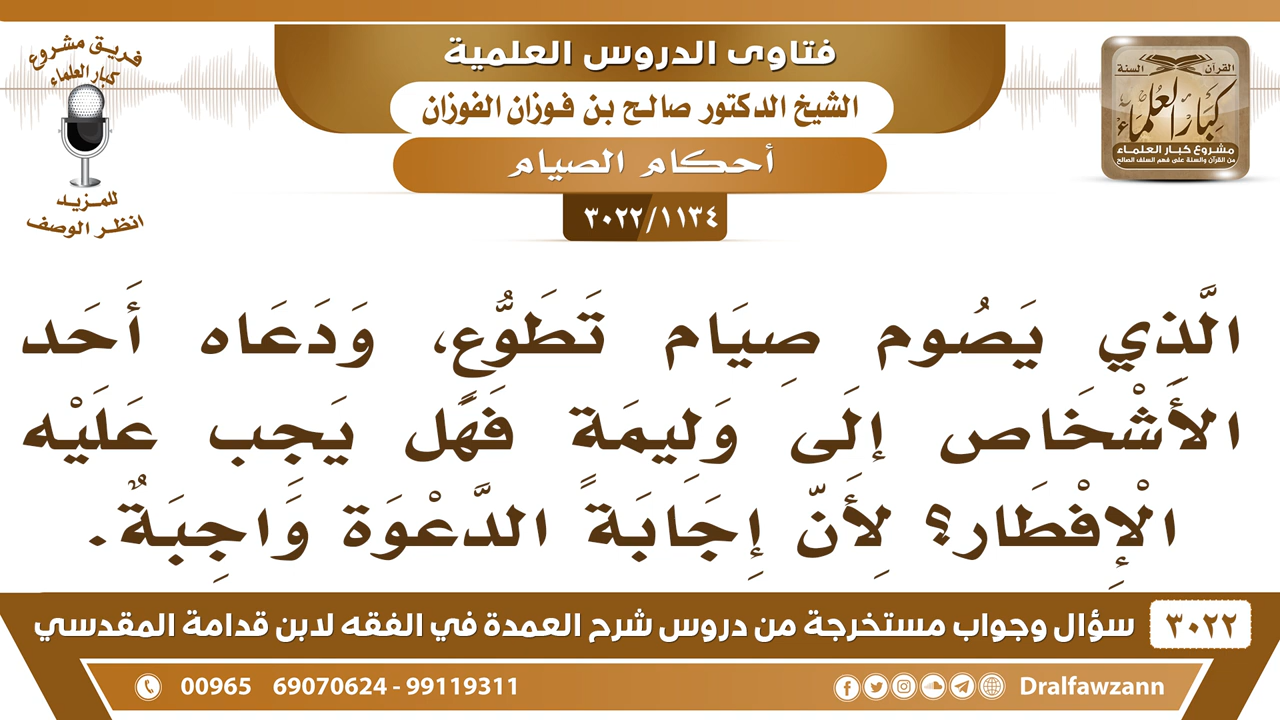 فتاوى الدروس العلمية
الشيخ الدكتور صالح بن فوزان الفوزان
أحكام الصيام
٣٠٢٢/١١٣٤
فريق مشروع
كبار العلماء
للمزيد
انظر الوصف
القرآن السنة
كبار العلماء
مشروع كبار العلماء
من القرآن والسنة على فهم السلف الصالح
الَّذي يَصُوم صِيَام تَطَوُّع، وَدَعَاه أَحَد
الأَشْخَاص إِلَى وَلِيمَة فَهَل يَجِب عَلَيْه
الْإِفْطَار؟ لِأَنّ إِجَابَةً الدَّعْوَة وَاجِبَةٌ.
٣٠٢٢ سؤال وجواب مستخرجة من دروس شرح العمدة في الفقه لابن قدامة المقدسي
00965 69070624 - 99119311
Dralfawzann